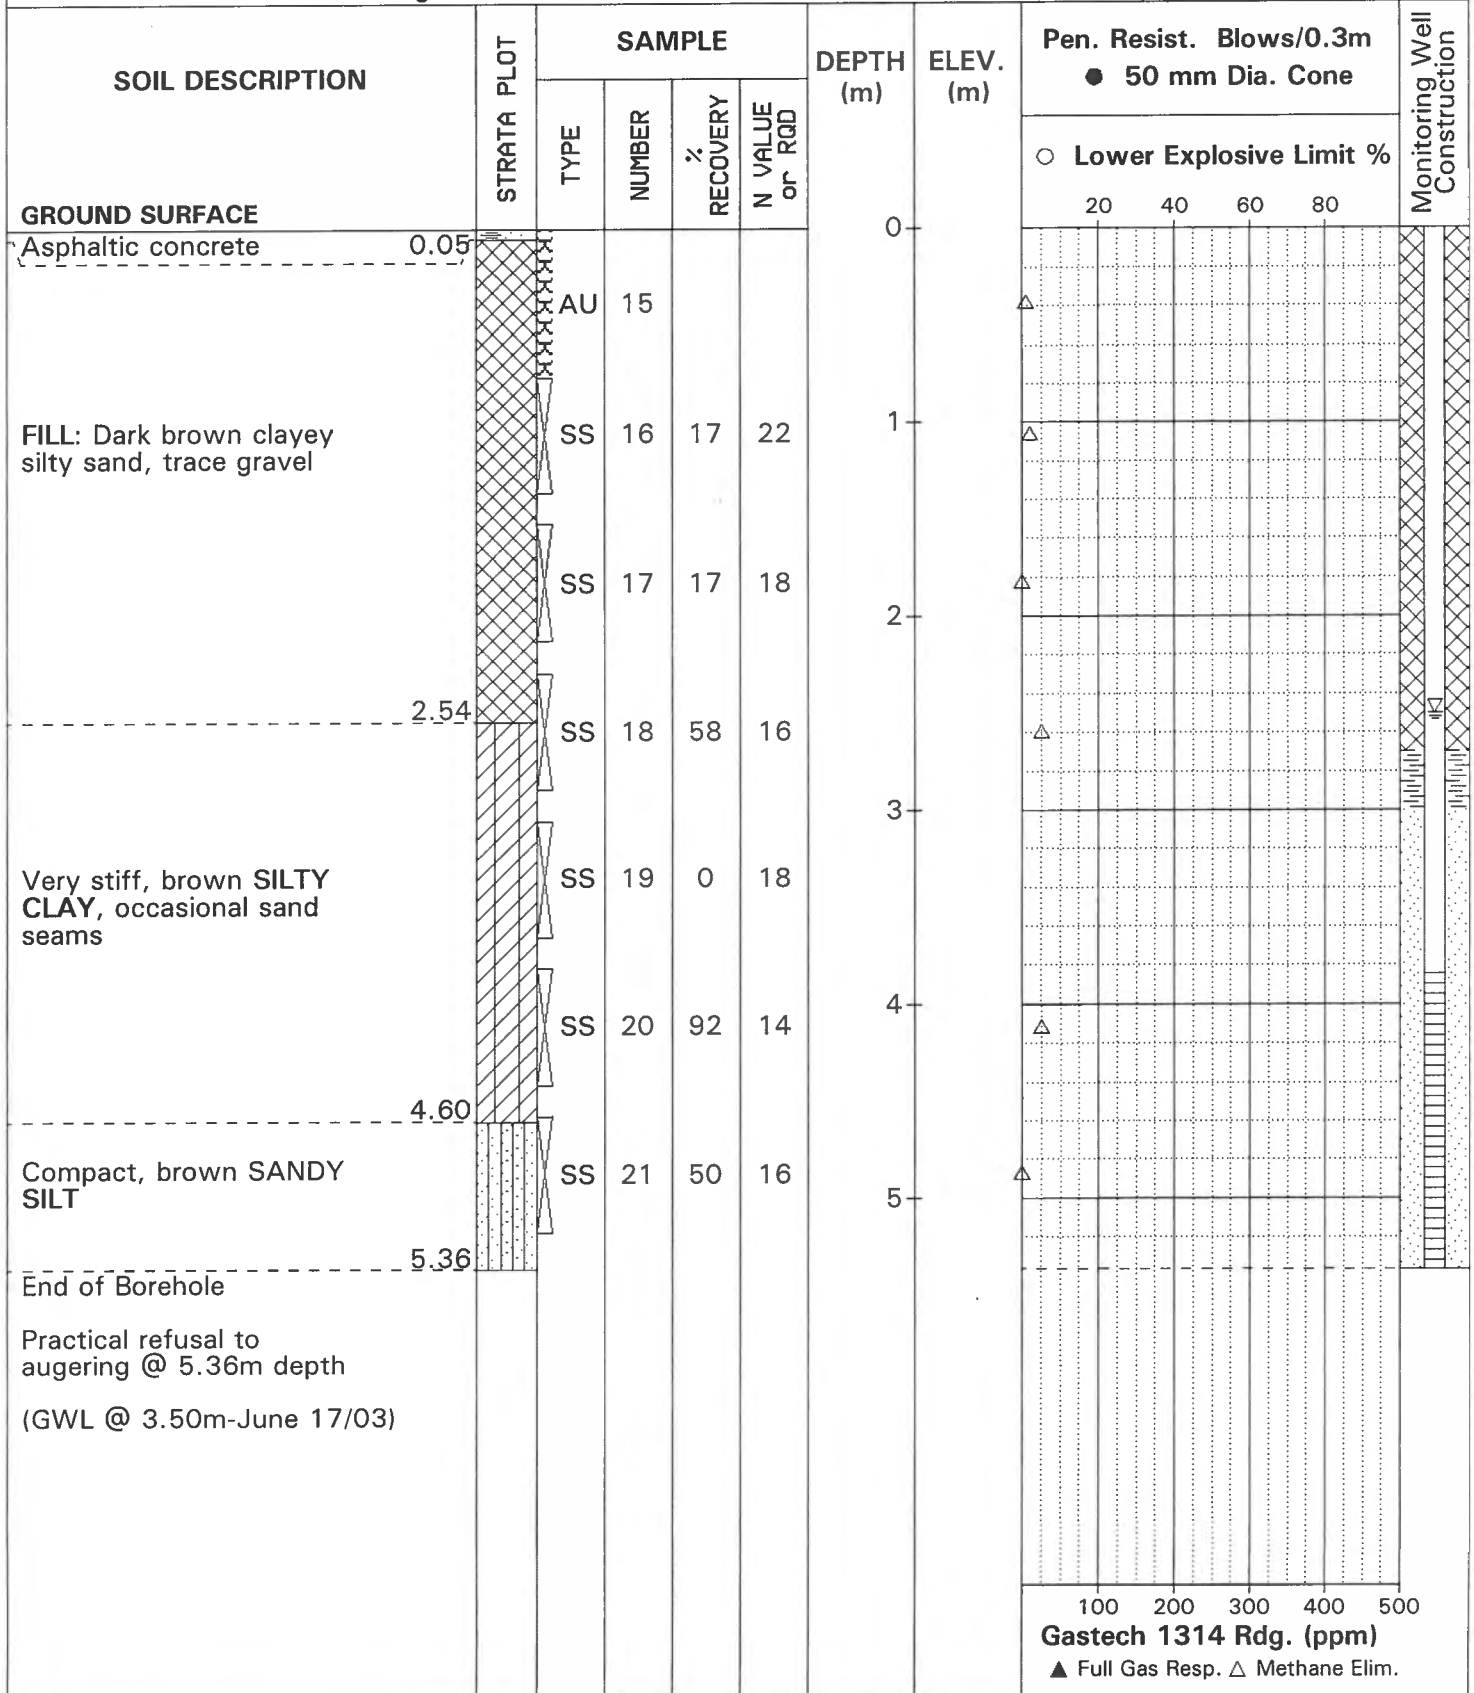 SOIL DESCRIPTION
GROUND SURFACE
STRATA PLOT
SAMPLE
TYPE
NUMBER
%
RECOVERY
N VALUE
or RQD
DEPTH
(m)
ELEV.
(m)
Pen. Resist. Blows/0.3m
● 50 mm Dia. Cone
○ Lower Explosive Limit %
20 40 60 80
Monitoring Well
Construction
0
Asphaltic concrete 0.05
AU 15
1
FILL: Dark brown clayey
silty sand, trace gravel
SS 16 17 22
SS 17 17 18
2
2.54
SS 18 58 16
3
Very stiff, brown SILTY
CLAY, occasional sand
seams
SS 19 0 18
4
SS 20 92 14
4.60
Compact, brown SANDY
SILT
SS 21 50 16
5
5.36
End of Borehole
Practical refusal to
augering @ 5.36m depth
(GWL @ 3.50m-June 17/03)
100 200 300 400 500
Gastech 1314 Rdg. (ppm)
▲ Full Gas Resp. △ Methane Elim.